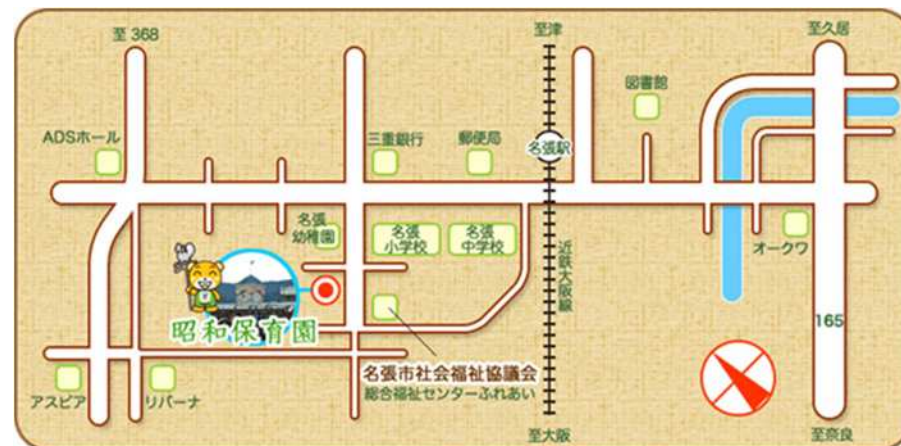 至 368
至津
至久居
図書館
ADSホール
三重銀行
郵便局
名張駅
名張
幼稚園
名張
小学校
名張
中学校
近鉄大阪線
オークワ
昭和保育園
165
名張市社会福祉協議会
総合福祉センターふれあい
アスピア
リバーナ
至大阪
至奈良